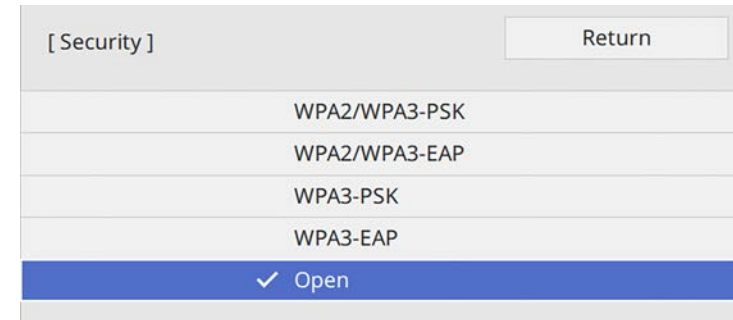 [ Security ]
Return
WPA2/WPA3-PSK
WPA2/WPA3-EAP
WPA3-PSK
WPA3-EAP
Open